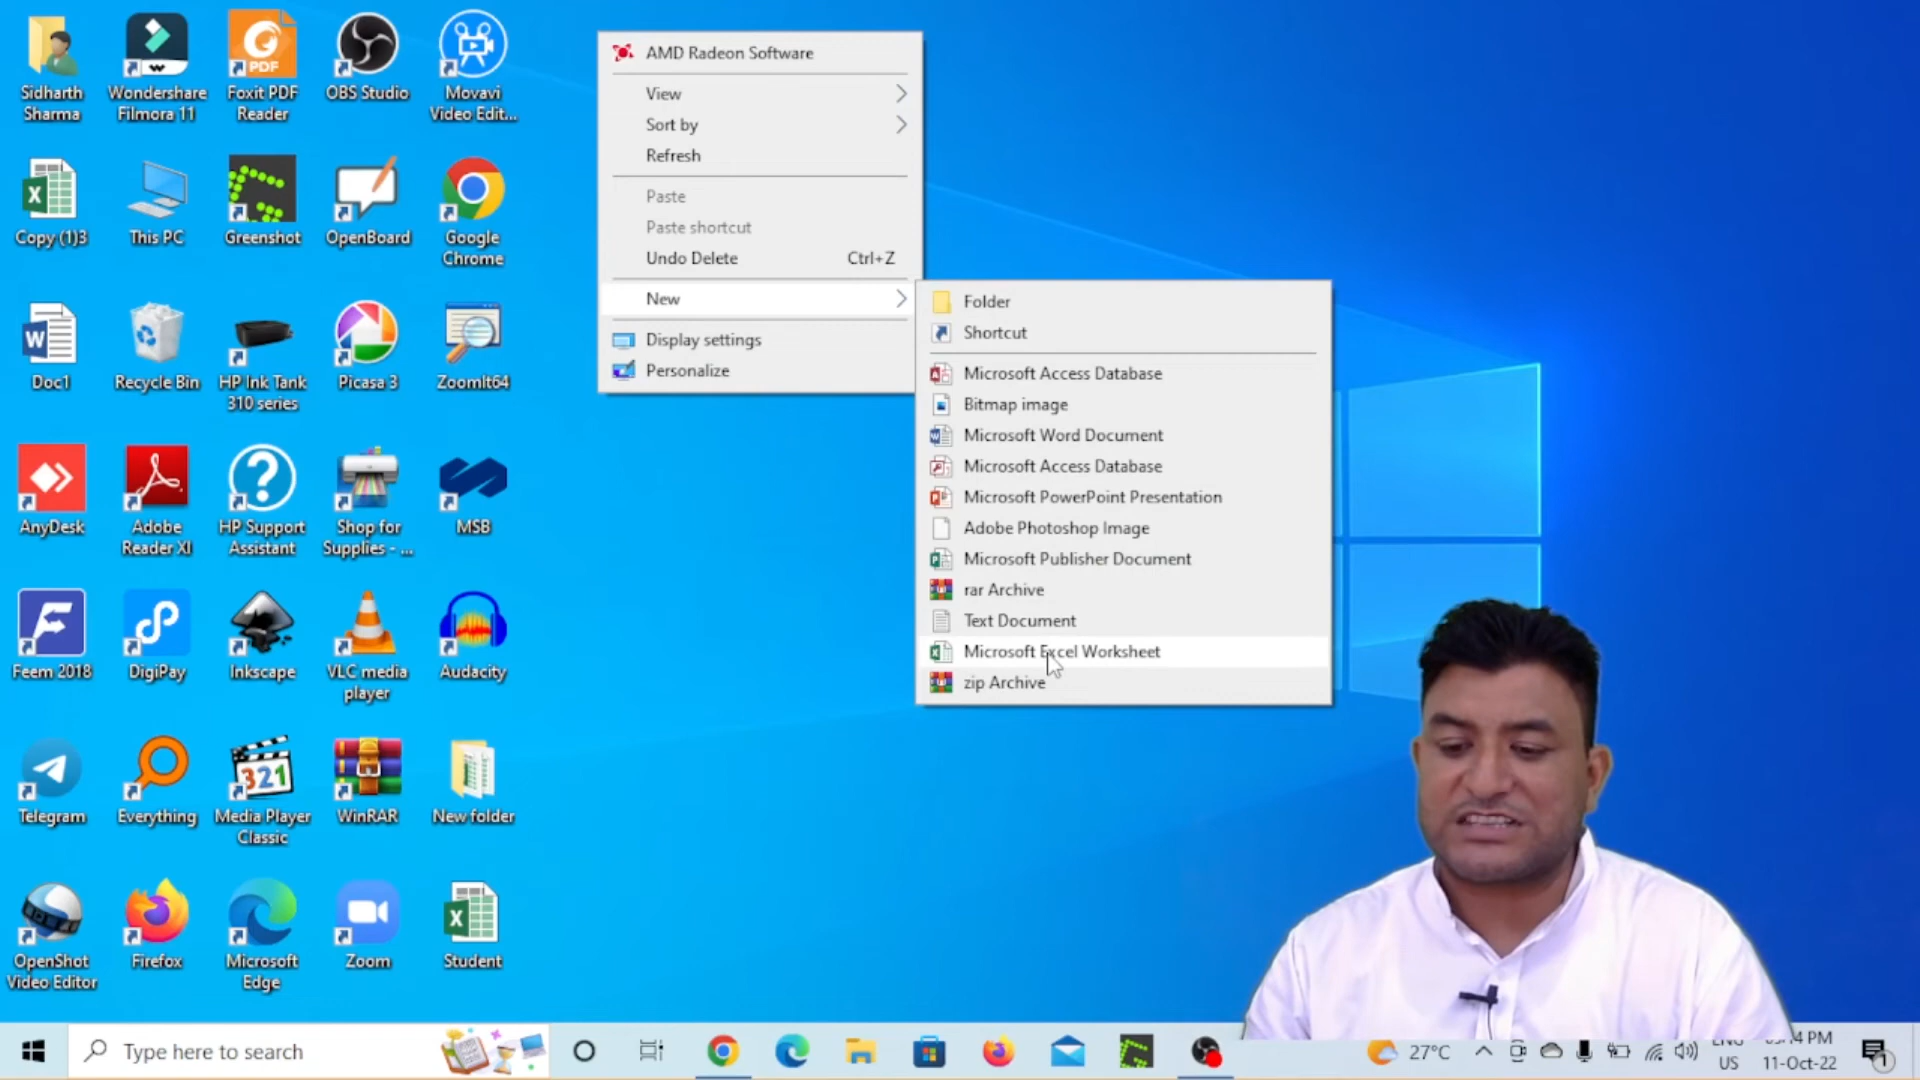 Sidharth
Sharma
Wondershare
Filmora 11
PDF
Foxit PDF
Reader
OBS Studio
Movavi
Video Edit...
Copy (1)3
This PC
Greenshot
OpenBoard
Google
Chrome
Doc1
Recycle Bin
HP Ink Tank
310 series
Picasa 3
ZoomIt64
AnyDesk
Adobe
Reader XI
HP Support
Assistant
Shop for
Supplies - ...
MSB
Feem 2018
DigiPay
Inkscape
VLC media
player
Audacity
Telegram
Everything
321
Media Player
Classic
WinRAR
New folder
OpenShot
Video Editor
Firefox
Microsoft
Edge
Zoom
Student
AMD Radeon Software
View
Sort by
Refresh
Paste
Paste shortcut
Undo Delete Ctrl+Z
New
Display settings
Personalize
Folder
Shortcut
Microsoft Access Database
Bitmap image
Microsoft Word Document
Microsoft Access Database
Microsoft PowerPoint Presentation
Adobe Photoshop Image
Microsoft Publisher Document
rar Archive
Text Document
Microsoft Excel Worksheet
zip Archive
Type here to search
27°C
ENG
US
PM
11-Oct-22
1